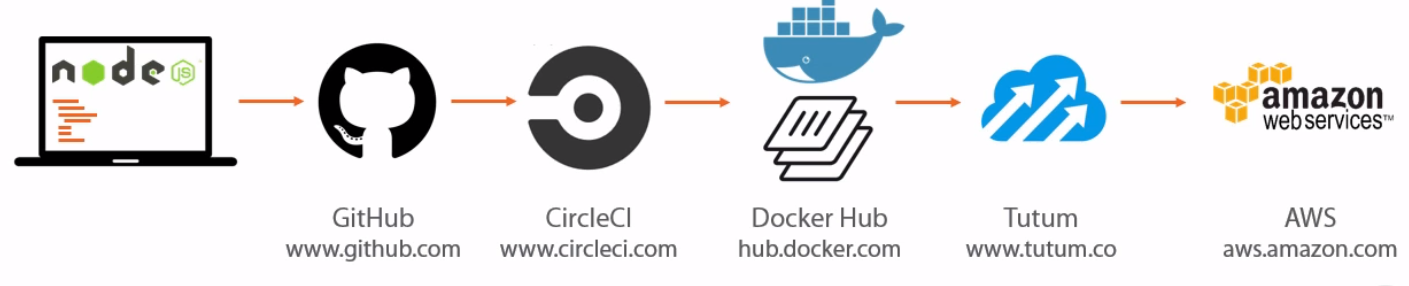 node JS
GitHub
www.github.com
CircleCI
www.circleci.com
Docker Hub
hub.docker.com
Tutum
www.tutum.co
amazon
web services™
AWS
aws.amazon.com